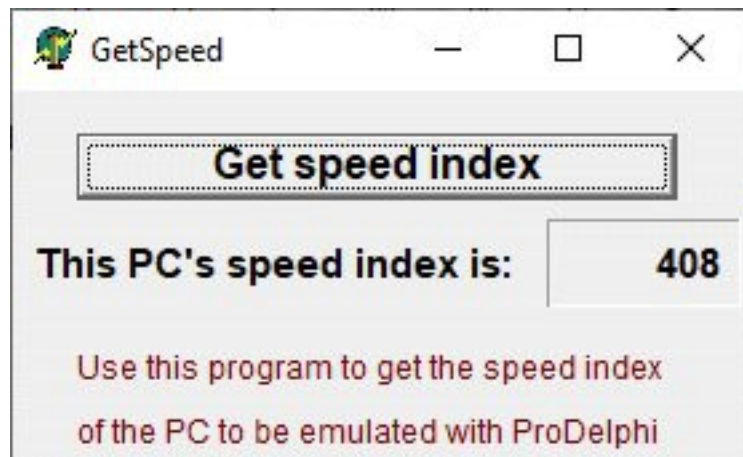 GetSpeed
Get speed index
This PC's speed index is: 408
Use this program to get the speed index
of the PC to be emulated with ProDelphi